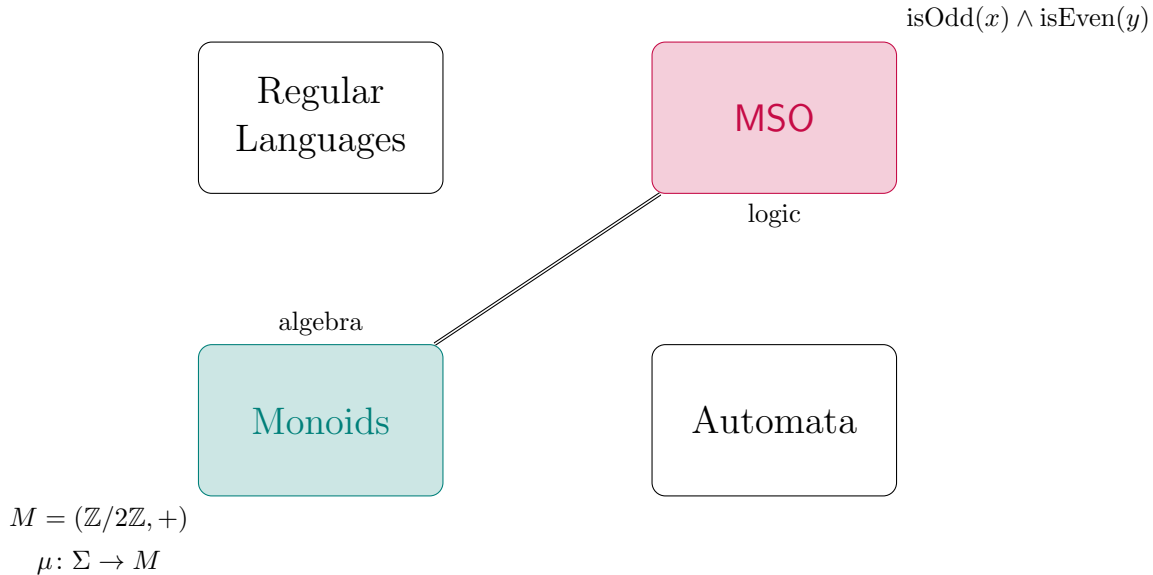 isOdd(x) ∧ isEven(y)
Regular
Languages
MSO
logic
algebra
Monoids
Automata
M = (ℤ/2ℤ, +)
μ: Σ → M